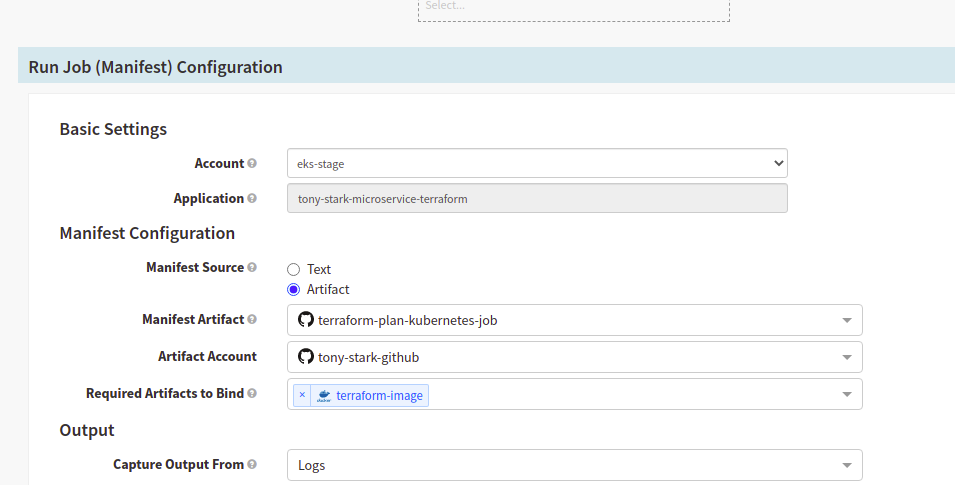 Select...
Run Job (Manifest) Configuration
Basic Settings
Account
eks-stage
Application
tony-stark-microservice-terraform
Manifest Configuration
Manifest Source
Text
Artifact
Manifest Artifact
terraform-plan-kubernetes-job
Artifact Account
tony-stark-github
Required Artifacts to Bind
× terraform-image
Output
Capture Output From
Logs